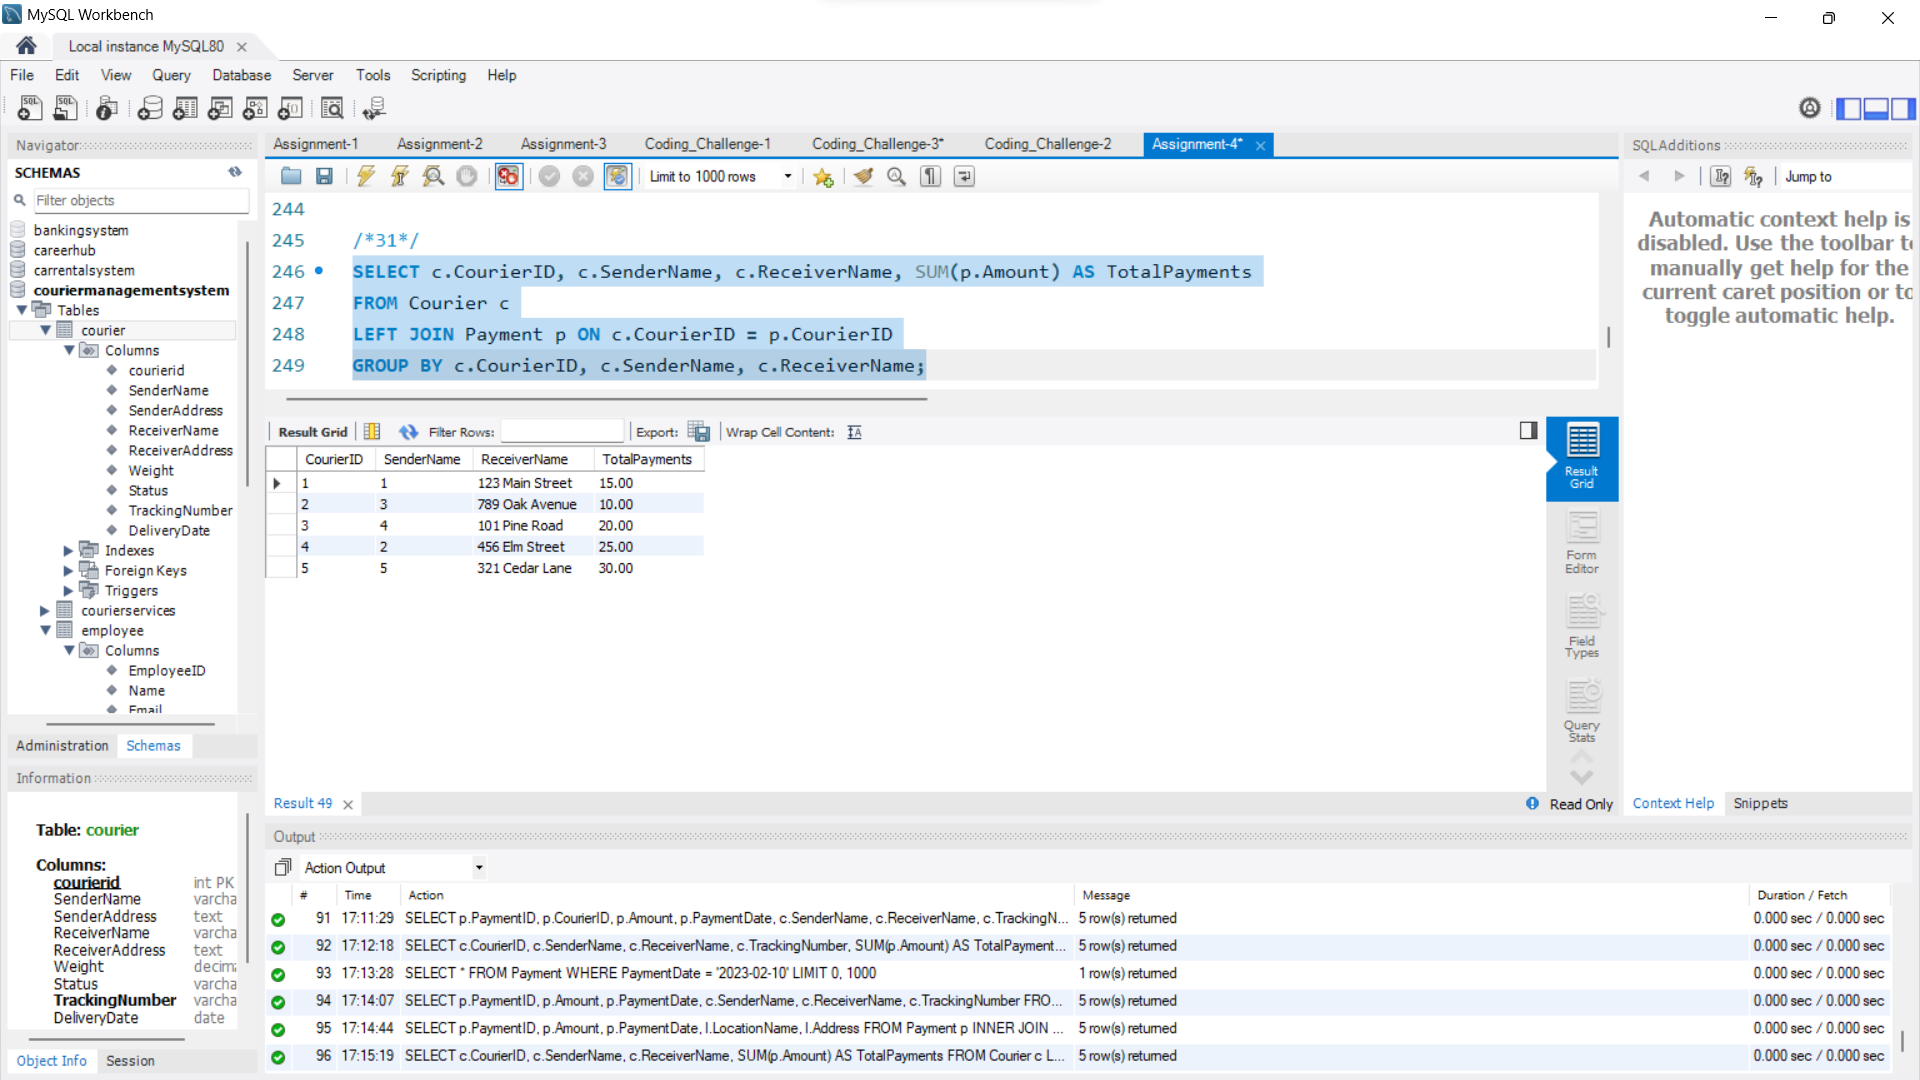 MySQL Workbench
Local instance MySQL80
File Edit View Query Database Server Tools Scripting Help
Navigator
SCHEMAS
Filter objects
bankingsystem
careerhub
carrentalsystem
couriermanagementsystem
Tables
courier
Columns
courierid
SenderName
SenderAddress
ReceiverName
ReceiverAddress
Weight
Status
TrackingNumber
DeliveryDate
Indexes
Foreign Keys
Triggers
courierservices
employee
Columns
EmployeeID
Name
Email
Administration Schemas
Information
Table: courier
Columns:
courierid int PK
SenderName varcha
SenderAddress text
ReceiverName varcha
ReceiverAddress text
Weight decim
Status varcha
TrackingNumber varcha
DeliveryDate date
Object Info Session
Assignment-1 Assignment-2 Assignment-3 Coding_Challenge-1 Coding_Challenge-3* Coding_Challenge-2 Assignment-4*
Limit to 1000 rows
244
245 /*31*/
246 SELECT c.CourierID, c.SenderName, c.ReceiverName, SUM(p.Amount) AS TotalPayments
247 FROM Courier c
248 LEFT JOIN Payment p ON c.CourierID = p.CourierID
249 GROUP BY c.CourierID, c.SenderName, c.ReceiverName;
Result Grid Filter Rows: Export: Wrap Cell Content:
CourierID SenderName ReceiverName TotalPayments
1 1 123 Main Street 15.00
2 3 789 Oak Avenue 10.00
3 4 101 Pine Road 20.00
4 2 456 Elm Street 25.00
5 5 321 Cedar Lane 30.00
Result Grid
Form Editor
Field Types
Query Stats
Result 49
Read Only
SQLAdditions
Jump to
Automatic context help is
disabled. Use the toolbar to
manually get help for the
current caret position or to
toggle automatic help.
Context Help Snippets
Output
Action Output
# Time Action Message Duration / Fetch
91 17:11:29 SELECT p.PaymentID, p.CourierID, p.Amount, p.PaymentDate, c.SenderName, c.ReceiverName, c.TrackingN... 5 row(s) returned 0.000 sec / 0.000 sec
92 17:12:18 SELECT c.CourierID, c.SenderName, c.ReceiverName, c.TrackingNumber, SUM(p.Amount) AS TotalPayment... 5 row(s) returned 0.000 sec / 0.000 sec
93 17:13:28 SELECT * FROM Payment WHERE PaymentDate = '2023-02-10' LIMIT 0, 1000 1 row(s) returned 0.000 sec / 0.000 sec
94 17:14:07 SELECT p.PaymentID, p.Amount, p.PaymentDate, c.SenderName, c.ReceiverName, c.TrackingNumber FRO... 5 row(s) returned 0.000 sec / 0.000 sec
95 17:14:44 SELECT p.PaymentID, p.Amount, p.PaymentDate, l.LocationName, l.Address FROM Payment p INNER JOIN ... 5 row(s) returned 0.000 sec / 0.000 sec
96 17:15:19 SELECT c.CourierID, c.SenderName, c.ReceiverName, SUM(p.Amount) AS TotalPayments FROM Courier c L... 5 row(s) returned 0.000 sec / 0.000 sec